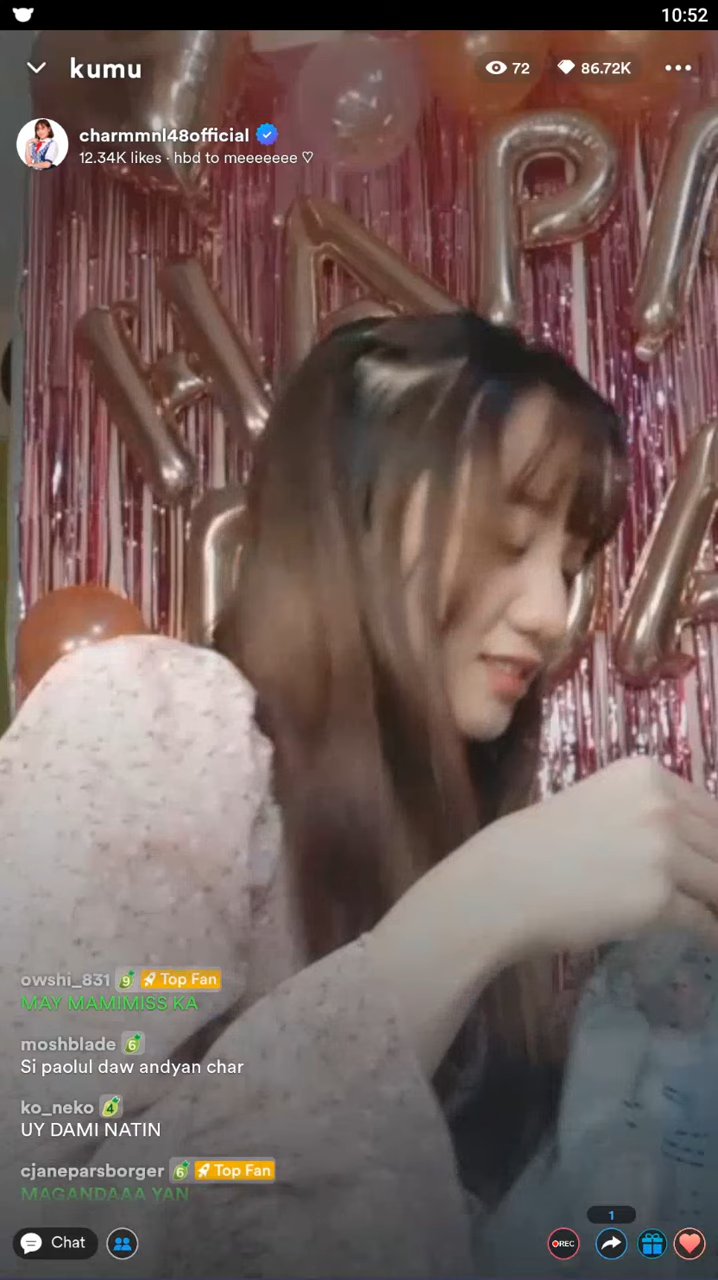 10:52
kumu
72
86.72K
charmmnl48official
12.34K likes · hbd to meeeeeee ♡
HAPP
owshi_831 9 Top Fan
MAY MAMIMISS KA
moshblade 6
Si paolul daw andyan char
ko_neko 4
UY DAMI NATIN
cjaneparsborger 6 Top Fan
MAGANDAAA YAN
1
Chat
REC